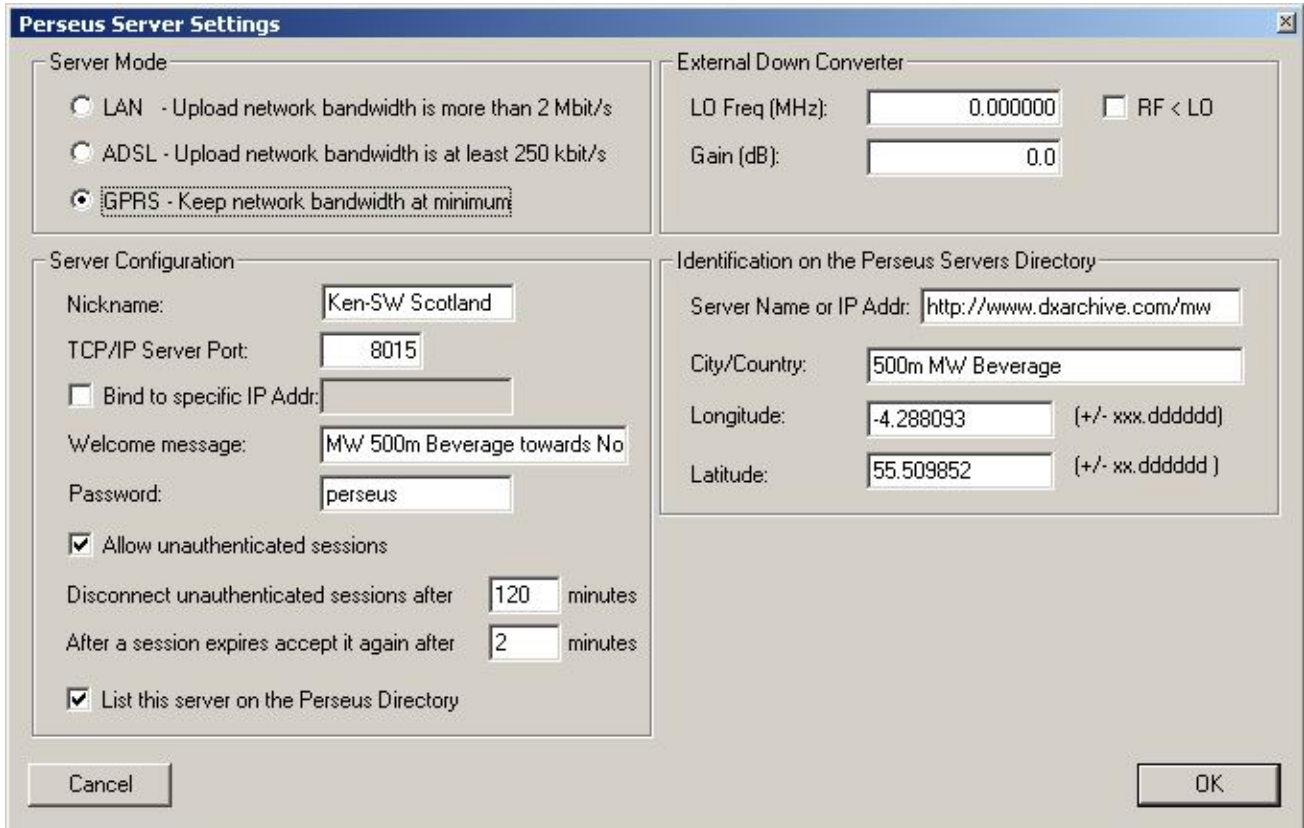 Perseus Server Settings
Server Mode
LAN - Upload network bandwidth is more than 2 Mbit/s
ADSL - Upload network bandwidth is at least 250 kbit/s
GPRS - Keep network bandwidth at minimum
External Down Converter
LO Freq (MHz): 0.000000 RF < LO
Gain (dB): 0.0
Server Configuration
Nickname: Ken-SW Scotland
TCP/IP Server Port: 8015
Bind to specific IP Addr:
Welcome message: MW 500m Beverage towards No
Password: perseus
Allow unauthenticated sessions
Disconnect unauthenticated sessions after 120 minutes
After a session expires accept it again after 2 minutes
List this server on the Perseus Directory
Identification on the Perseus Servers Directory
Server Name or IP Addr: http://www.dxarchive.com/mw
City/Country: 500m MW Beverage
Longitude: -4.288093 (+/- xxx.dddddd)
Latitude: 55.509852 (+/- xx.dddddd )
Cancel
OK